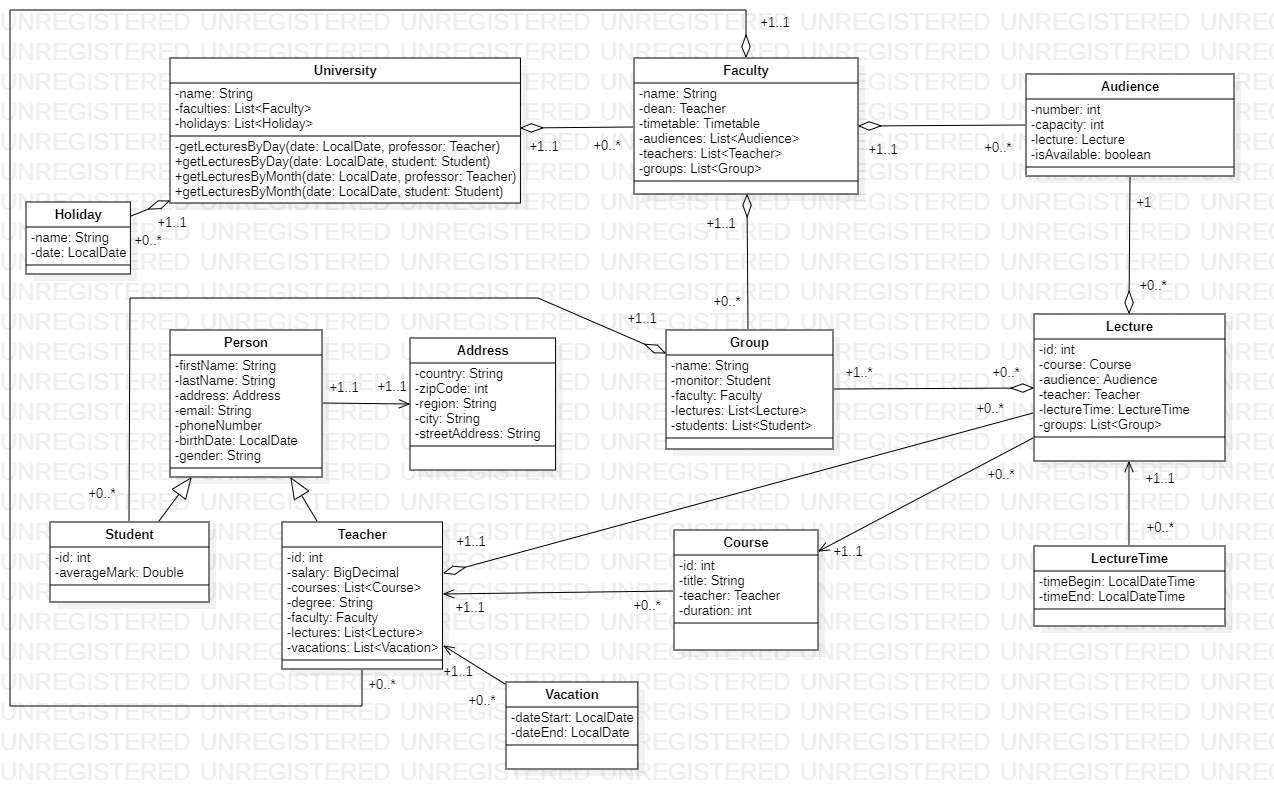 +1..1
University
-name: String
-faculties: List<Faculty>
-holidays: List<Holiday>
-getLecturesByDay(date: LocalDate, professor: Teacher)
+getLecturesByDay(date: LocalDate, student: Student)
+getLecturesByMonth(date: LocalDate, professor: Teacher)
+getLecturesByMonth(date: LocalDate, student: Student)
+1..1
+0..*
Faculty
-name: String
-dean: Teacher
-timetable: Timetable
-audiences: List<Audience>
-teachers: List<Teacher>
-groups: List<Group>
+1..1
+0..*
Audience
-number: int
-capacity: int
-lecture: Lecture
-isAvailable: boolean
Holiday
-name: String
-date: LocalDate
+1..1
+0..*
+1..1
+0..*
+1
+0..*
+1..1
Person
-firstName: String
-lastName: String
-address: Address
-email: String
-phoneNumber
-birthDate: LocalDate
-gender: String
+1..1
+1..1
Address
-country: String
-zipCode: int
-region: String
-city: String
-streetAddress: String
Group
-name: String
-monitor: Student
-faculty: Faculty
-lectures: List<Lecture>
-students: List<Student>
+1..*
+0..*
+0..*
Lecture
-id: int
-course: Course
-audience: Audience
-teacher: Teacher
-lectureTime: LectureTime
-groups: List<Group>
+0..*
+1..1
+0..*
+0..*
Student
-id: int
-averageMark: Double
Teacher
-id: int
-salary: BigDecimal
-courses: List<Course>
-degree: String
-faculty: Faculty
-lectures: List<Lecture>
-vacations: List<Vacation>
+1..1
+1..1
+0..*
Course
-id: int
-title: String
-teacher: Teacher
-duration: int
+1..1
LectureTime
-timeBegin: LocalDateTime
-timeEnd: LocalDateTime
+0..*
+1..1
+0..*
Vacation
-dateStart: LocalDate
-dateEnd: LocalDate
UNREGISTERED UNREGISTERED UNREGISTERED UNREGISTERED UNREGISTERED UNREGISTERED